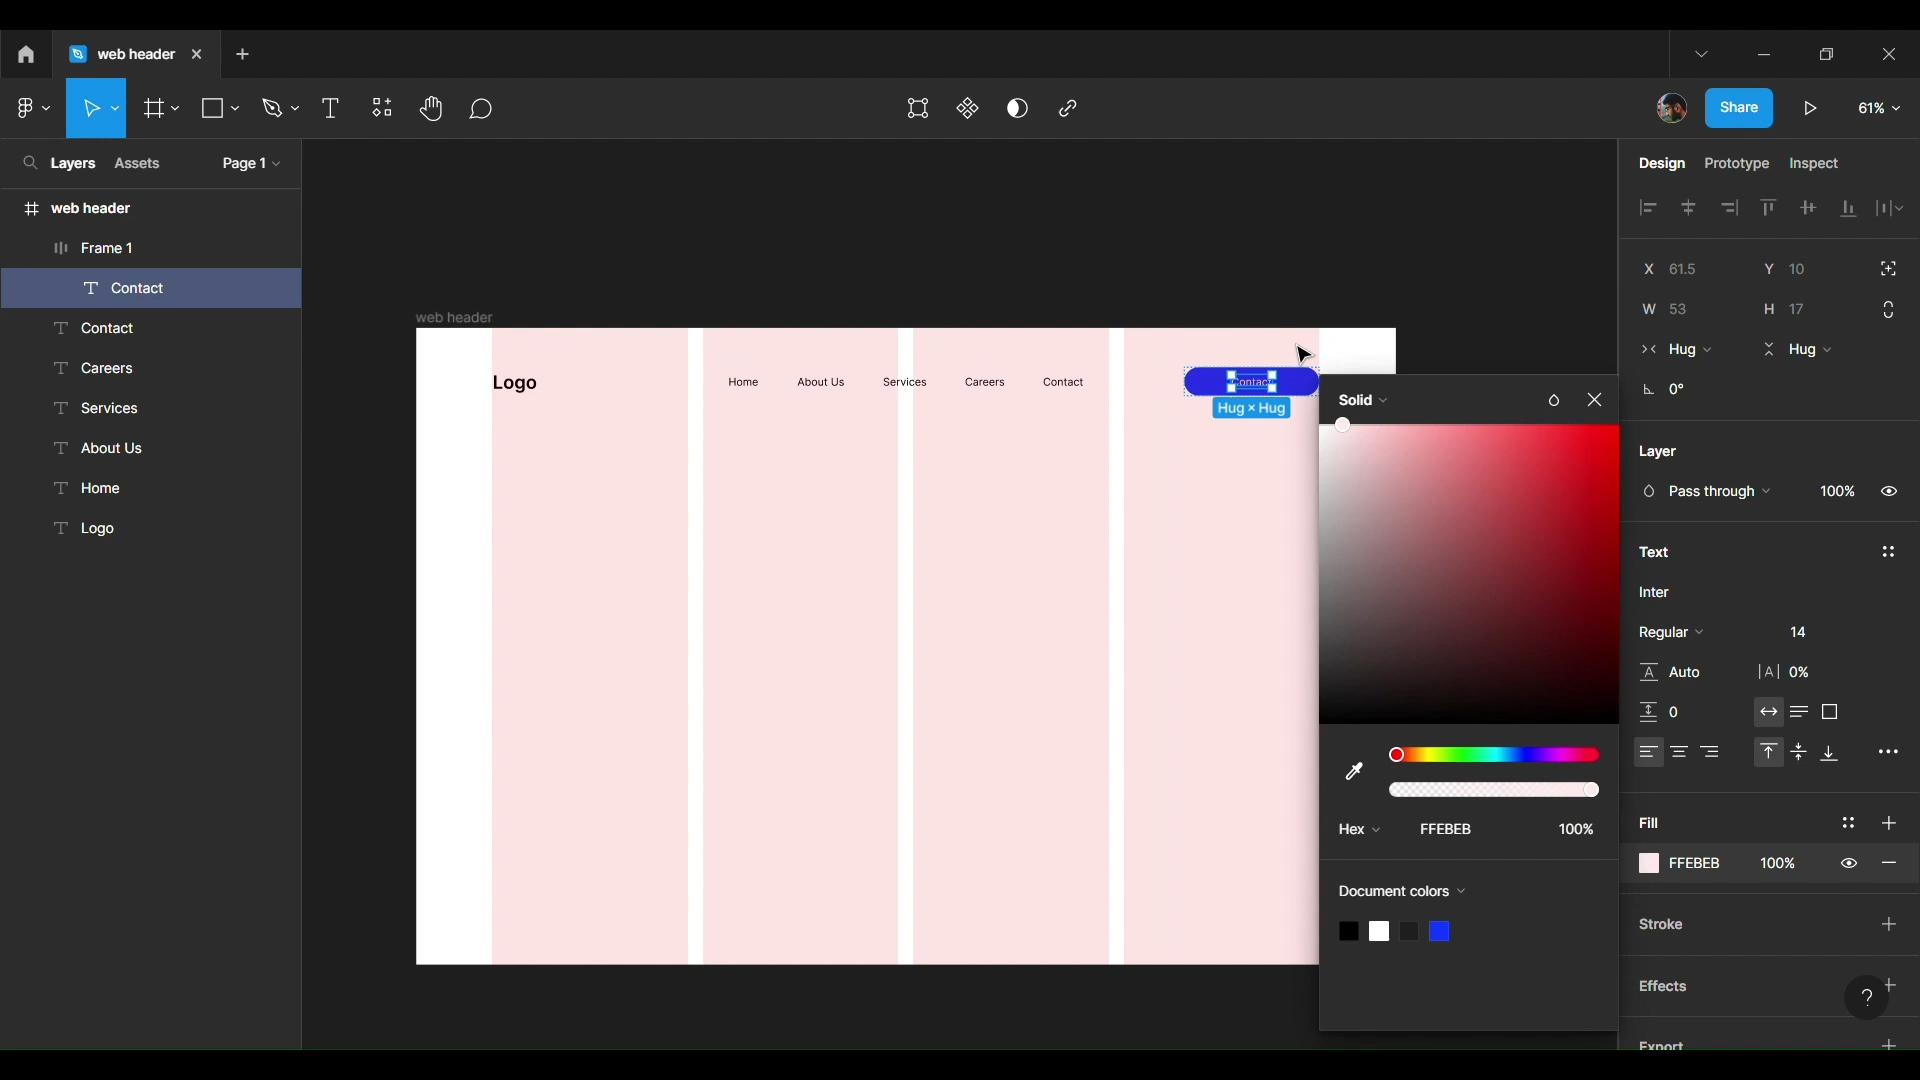 web header
Share
61%
Layers
Assets
Page 1
web header
Frame 1
Contact
Contact
Careers
Services
About Us
Home
Logo
web header
Logo
Home
About Us
Services
Careers
Contact
Contact
Hug × Hug
Solid
Hex
FFEBEB
100%
Document colors
Design
Prototype
Inspect
X 61.5
Y 10
W 53
H 17
Hug
Hug
0°
Layer
Pass through
100%
Text
Inter
Regular
14
A Auto
|A| 0%
0
Fill
FFEBEB
100%
Stroke
Effects
?
Export